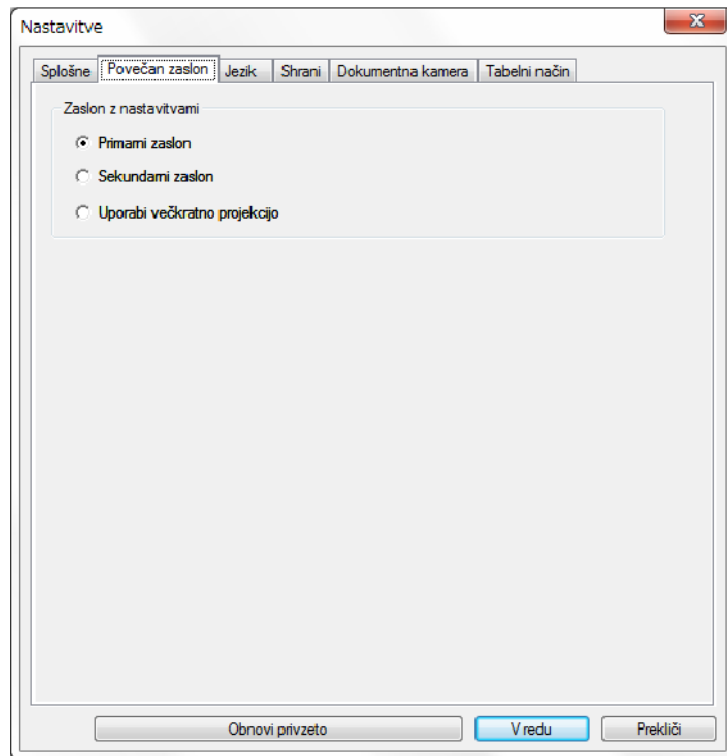 Nastavitve
Splošne Povečan zaslon Jezik Shrani Dokumentna kamera Tabelni način
Zaslon z nastavitvami
Primarni zaslon
Sekundarni zaslon
Uporabi večkratno projekcijo
Obnovi privzeto V redu Prekliči